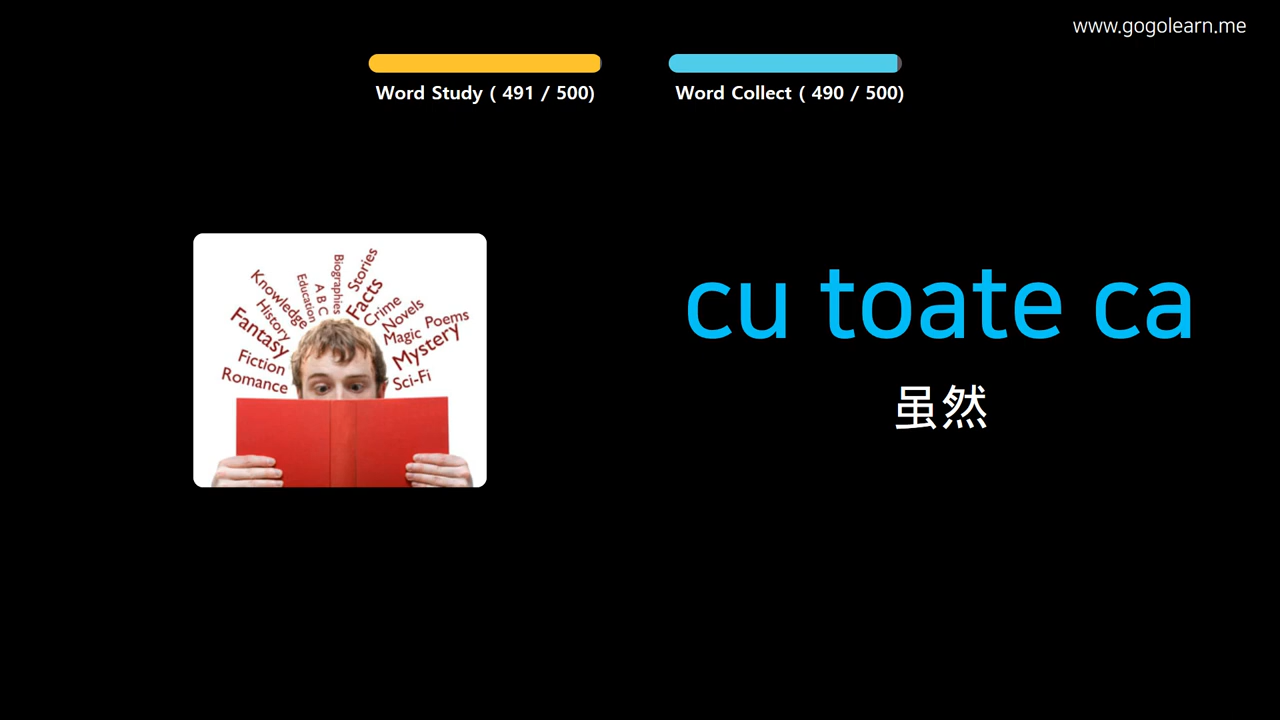 www.gogolearn.me
Word Study ( 491 / 500)
Word Collect ( 490 / 500)
Biographies
Stories
Knowledge
Education
A B C
Facts
History
Crime
Novels
Fantasy
Magic
Poems
Mystery
Fiction
Romance
Sci-Fi
cu toate ca
虽然